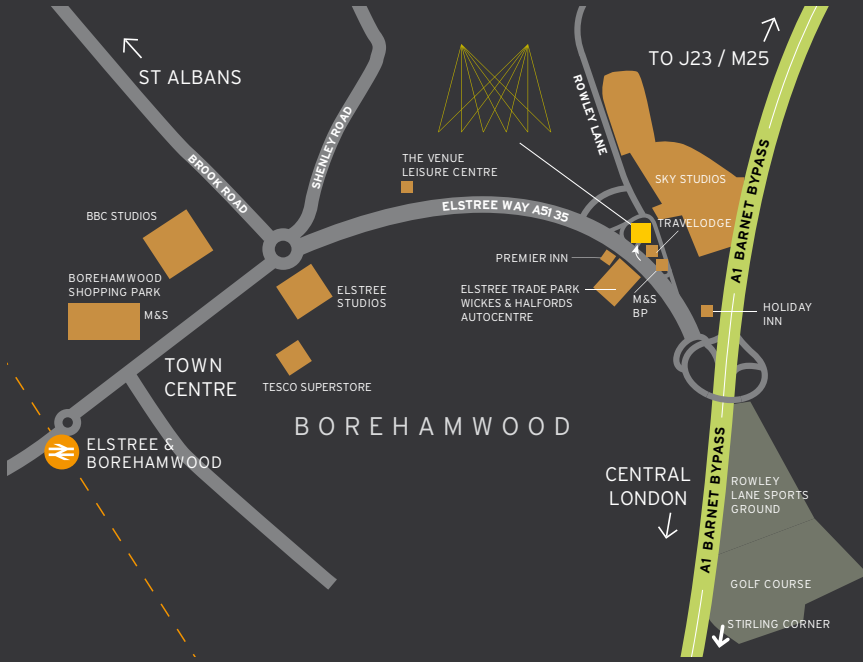 TO J23 / M25
ST ALBANS
ROWLEY LANE
SHENLEY ROAD
BROOK ROAD
THE VENUE
LEISURE CENTRE
SKY STUDIOS
A1 BARNET BYPASS
ELSTREE WAY A5135
BBC STUDIOS
TRAVELODGE
PREMIER INN
BOREHAMWOOD
SHOPPING PARK
M&S
ELSTREE
STUDIOS
ELSTREE TRADE PARK
WICKES & HALFORDS
AUTOCENTRE
M&S
BP
HOLIDAY
INN
TOWN
CENTRE
TESCO SUPERSTORE
BOREHAMWOOD
ELSTREE &
BOREHAMWOOD
CENTRAL
LONDON
A1 BARNET BYPASS
ROWLEY
LANE SPORTS
GROUND
GOLF COURSE
STIRLING CORNER